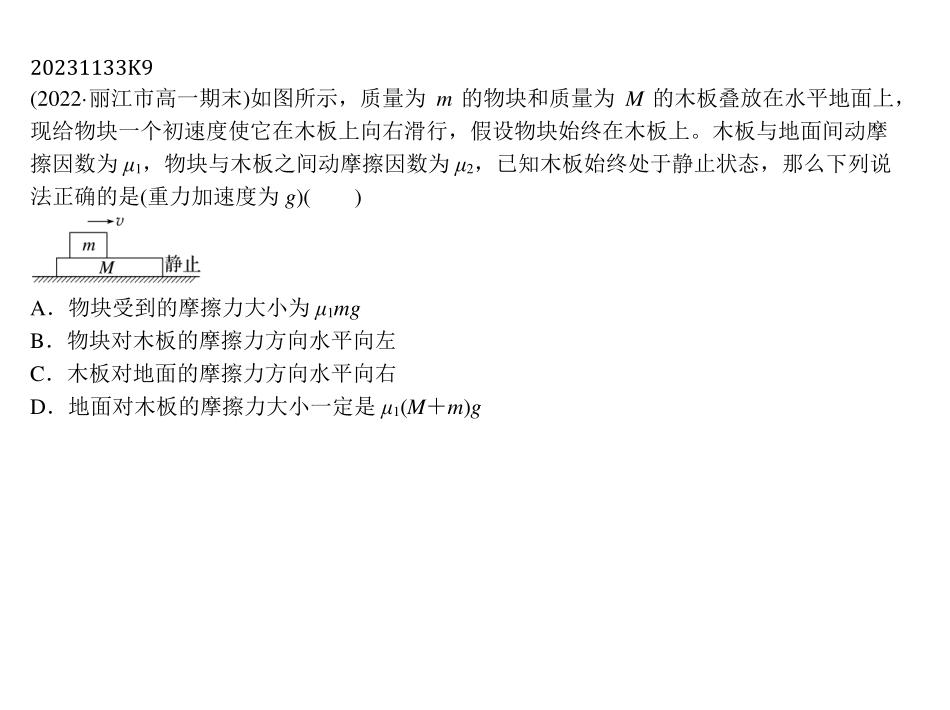 20231133K9
(2022·丽江市高一期末)如图所示，质量为 m 的物块和质量为 M 的木板叠放在水平地面上，
现给物块一个初速度使它在木板上向右滑行，假设物块始终在木板上。木板与地面间动摩
擦因数为 μ₁，物块与木板之间动摩擦因数为 μ₂，已知木板始终处于静止状态，那么下列说
法正确的是(重力加速度为 g)(　　)
v
m
M 静止
A．物块受到的摩擦力大小为 μ₁mg
B．物块对木板的摩擦力方向水平向左
C．木板对地面的摩擦力方向水平向右
D．地面对木板的摩擦力大小一定是 μ₁(M＋m)g